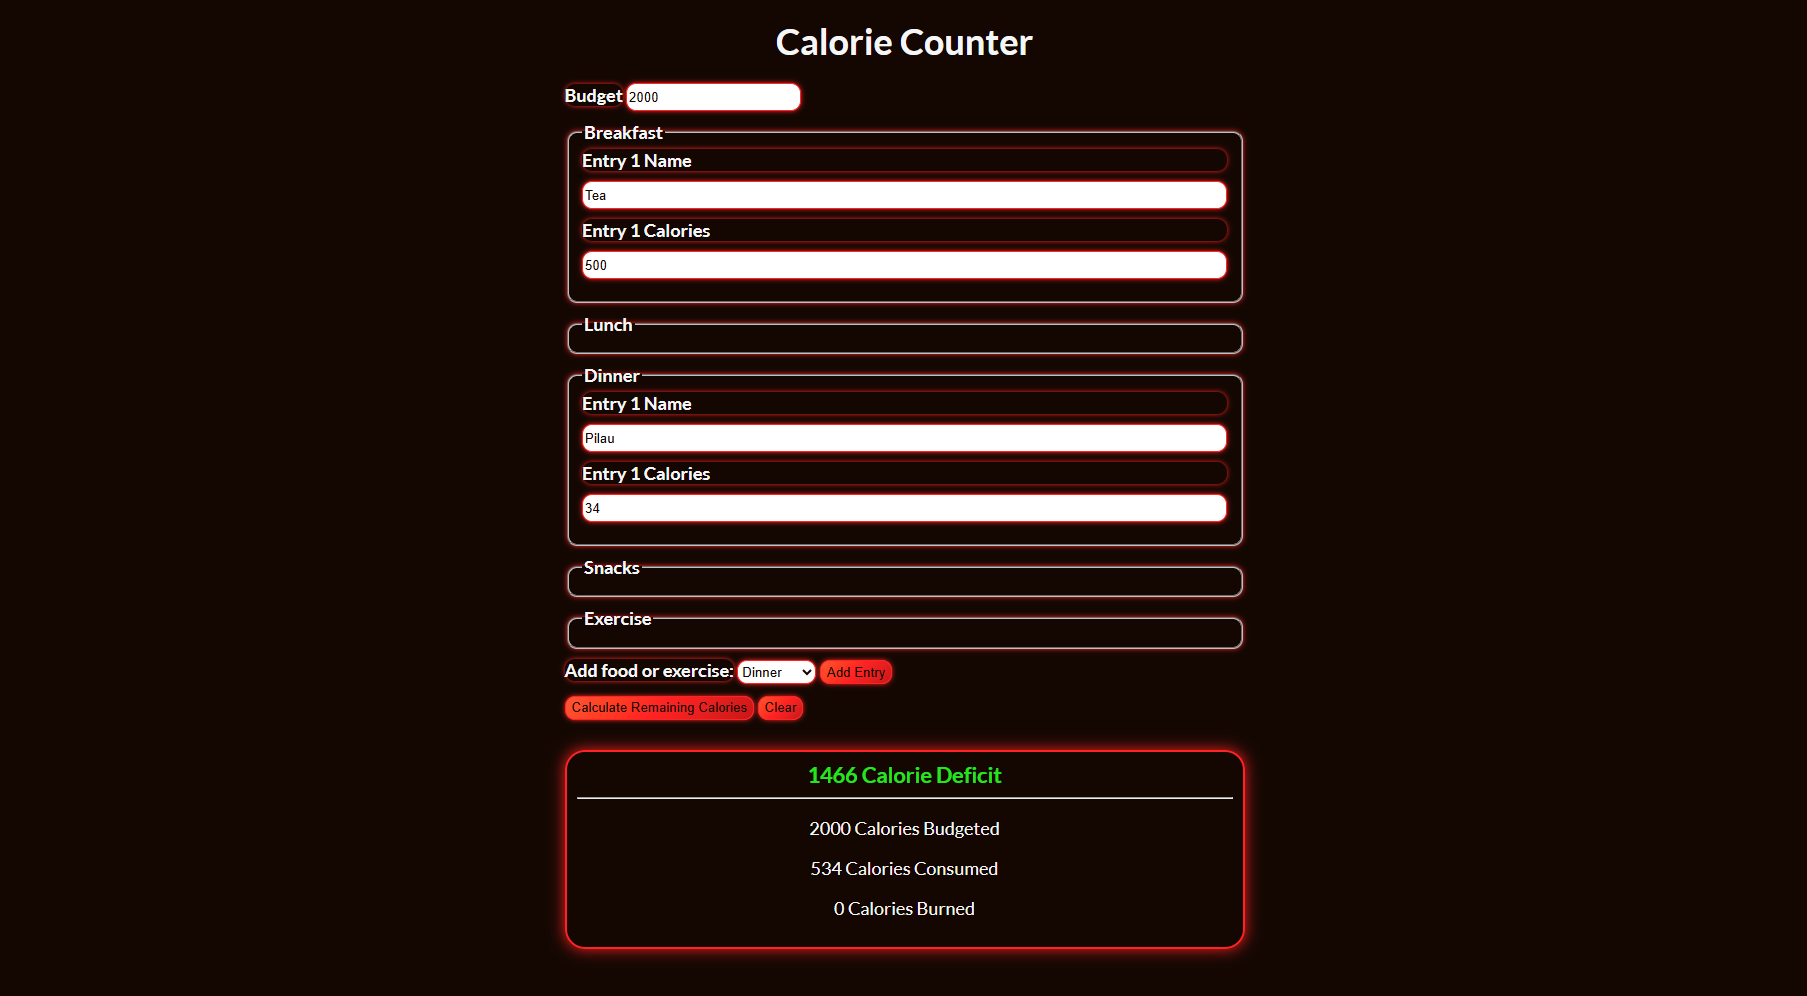 Calorie Counter
Budget 2000
Breakfast
Entry 1 Name
Tea
Entry 1 Calories
500
Lunch
Dinner
Entry 1 Name
Pilau
Entry 1 Calories
34
Snacks
Exercise
Add food or exercise: Dinner Add Entry
Calculate Remaining Calories Clear
1466 Calorie Deficit
2000 Calories Budgeted
534 Calories Consumed
0 Calories Burned